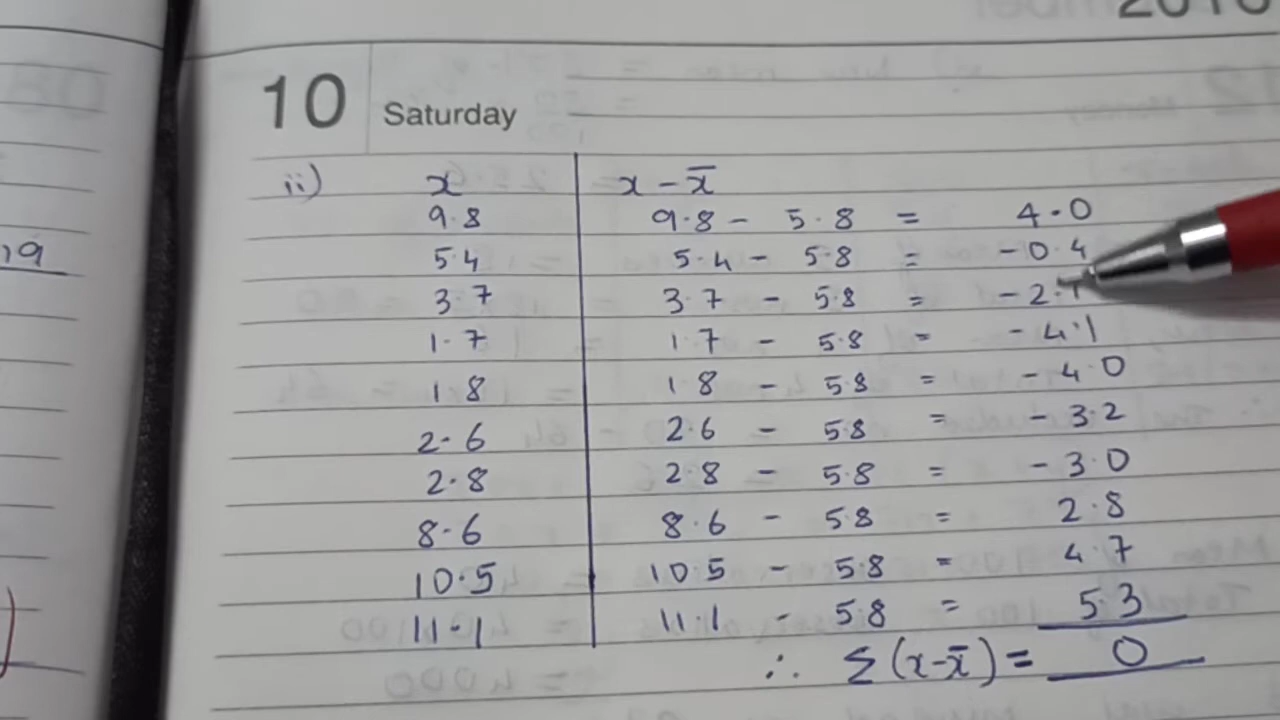 10 Saturday
ii) x x - x̄
9.8 9.8 - 5.8 = 4.0
5.4 5.4 - 5.8 = -0.4
3.7 3.7 - 5.8 = -2.1
1.7 1.7 - 5.8 = -4.1
1.8 1.8 - 5.8 = -4.0
2.6 2.6 - 5.8 = -3.2
2.8 2.8 - 5.8 = -3.0
8.6 8.6 - 5.8 = 2.8
10.5 10.5 - 5.8 = 4.7
11.1 11.1 - 5.8 = 5.3
∴ Σ(x-x̄) = 0